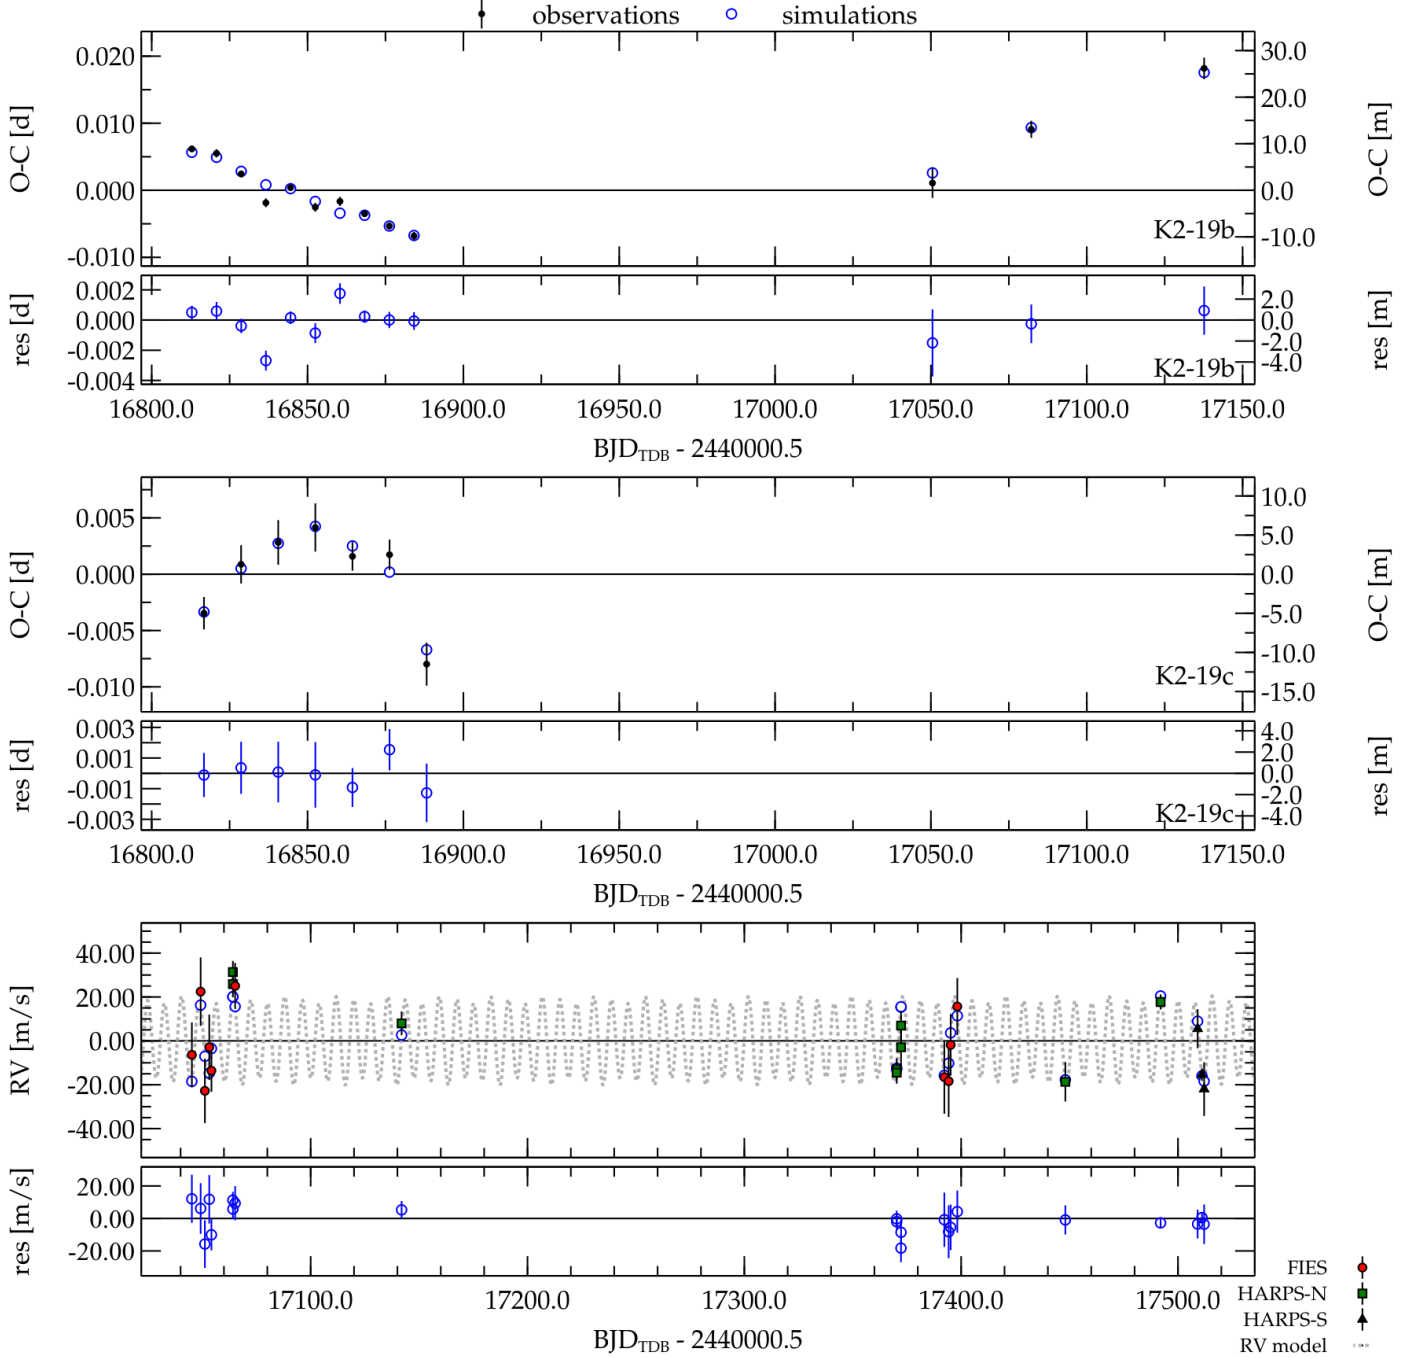 observations simulations
0.020 30.0
20.0
0.010 10.0
0.000 0.0
-0.010 -10.0
O-C [d] O-C [m]
K2-19b
0.002 2.0
0.000 0.0
-0.002 -2.0
-0.004 -4.0
res [d] res [m]
K2-19b
16800.0 16850.0 16900.0 16950.0 17000.0 17050.0 17100.0 17150.0
BJDTDB - 2440000.5
10.0
0.005 5.0
0.000 0.0
-0.005 -5.0
-10.0
-0.010 -15.0
O-C [d] O-C [m]
K2-19c
0.003 4.0
2.0
0.001 0.0
-0.001 -2.0
-0.003 -4.0
res [d] res [m]
K2-19c
16800.0 16850.0 16900.0 16950.0 17000.0 17050.0 17100.0 17150.0
BJDTDB - 2440000.5
40.00
20.00
0.00
-20.00
-40.00
RV [m/s]
20.00
0.00
-20.00
res [m/s]
17100.0 17200.0 17300.0 17400.0 17500.0
BJDTDB - 2440000.5
FIES
HARPS-N
HARPS-S
RV model